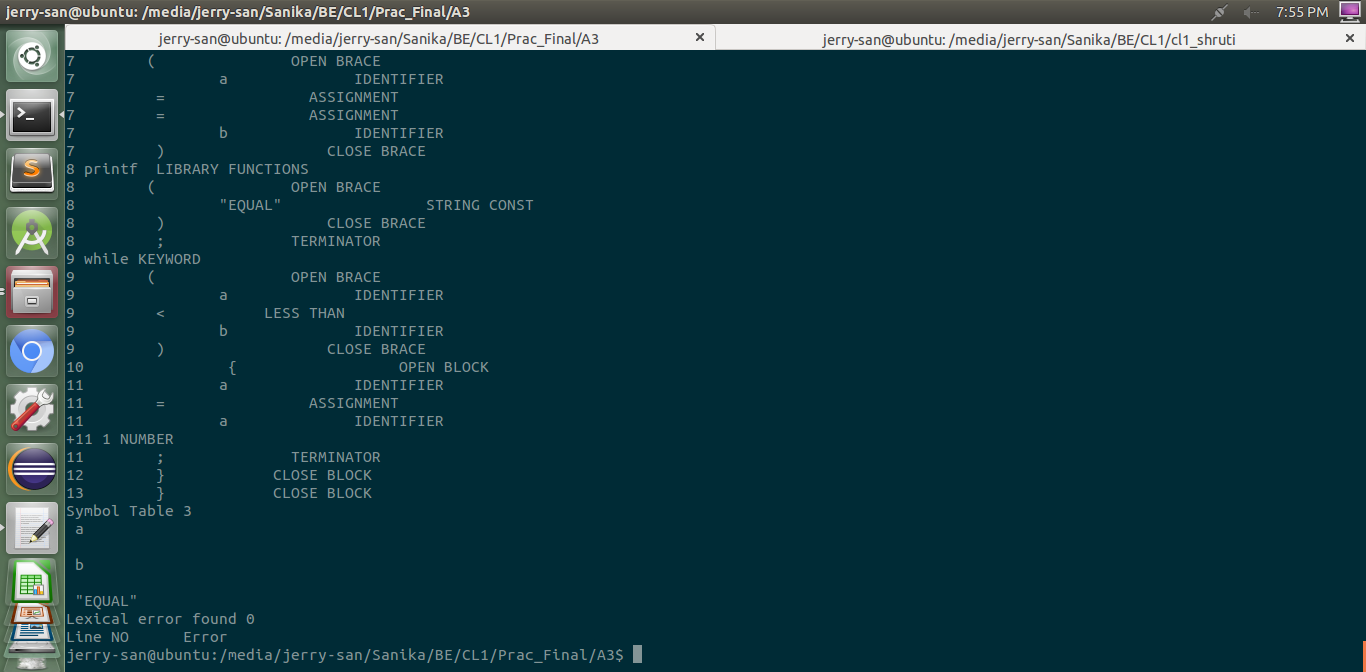 jerry-san@ubuntu: /media/jerry-san/Sanika/BE/CL1/Prac_Final/A3
7:55 PM
jerry-san@ubuntu: /media/jerry-san/Sanika/BE/CL1/Prac_Final/A3 ×
jerry-san@ubuntu: /media/jerry-san/Sanika/BE/CL1/cl1_shruti ×
7 ( OPEN BRACE
7 a IDENTIFIER
7 = ASSIGNMENT
7 = ASSIGNMENT
7 b IDENTIFIER
7 ) CLOSE BRACE
8 printf LIBRARY FUNCTIONS
8 ( OPEN BRACE
8 "EQUAL" STRING CONST
8 ) CLOSE BRACE
8 ; TERMINATOR
9 while KEYWORD
9 ( OPEN BRACE
9 a IDENTIFIER
9 < LESS THAN
9 b IDENTIFIER
9 ) CLOSE BRACE
10 { OPEN BLOCK
11 a IDENTIFIER
11 = ASSIGNMENT
11 a IDENTIFIER
+11 1 NUMBER
11 ; TERMINATOR
12 } CLOSE BLOCK
13 } CLOSE BLOCK
Symbol Table 3
a
b
"EQUAL"
Lexical error found 0
Line NO Error
jerry-san@ubuntu:/media/jerry-san/Sanika/BE/CL1/Prac_Final/A3$